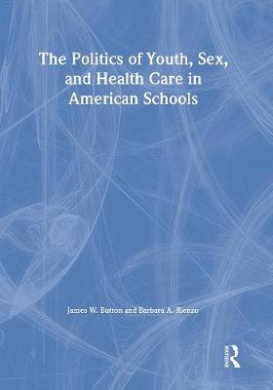 The Politics of Youth, Sex,
and Health Care in
American Schools
James W. Button and Barbara A. Rienzo